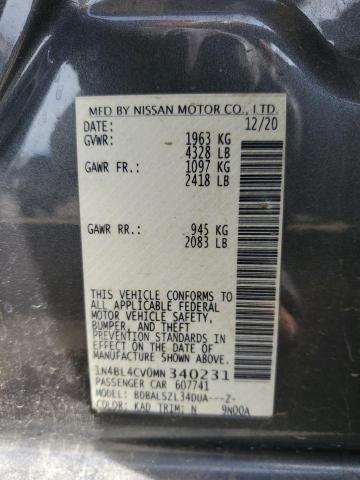 MFD BY NISSAN MOTOR CO., LTD.
DATE: 12/20
GVWR: 1963 KG
4328 LB
GAWR FR.: 1097 KG
2418 LB
GAWR RR.: 945 KG
2083 LB
THIS VEHICLE CONFORMS TO
ALL APPLICABLE FEDERAL
MOTOR VEHICLE SAFETY,
BUMPER, AND THEFT
PREVENTION STANDARDS IN
EFFECT ON THE DATE OF
MANUFACTURE SHOWN ABOVE.
1N4BL4CV0MN340231
PASSENGER CAR 607741
MODEL: BDBALSZL34DUA---Z-
COLOR: KAD TRIM: N 9N00A